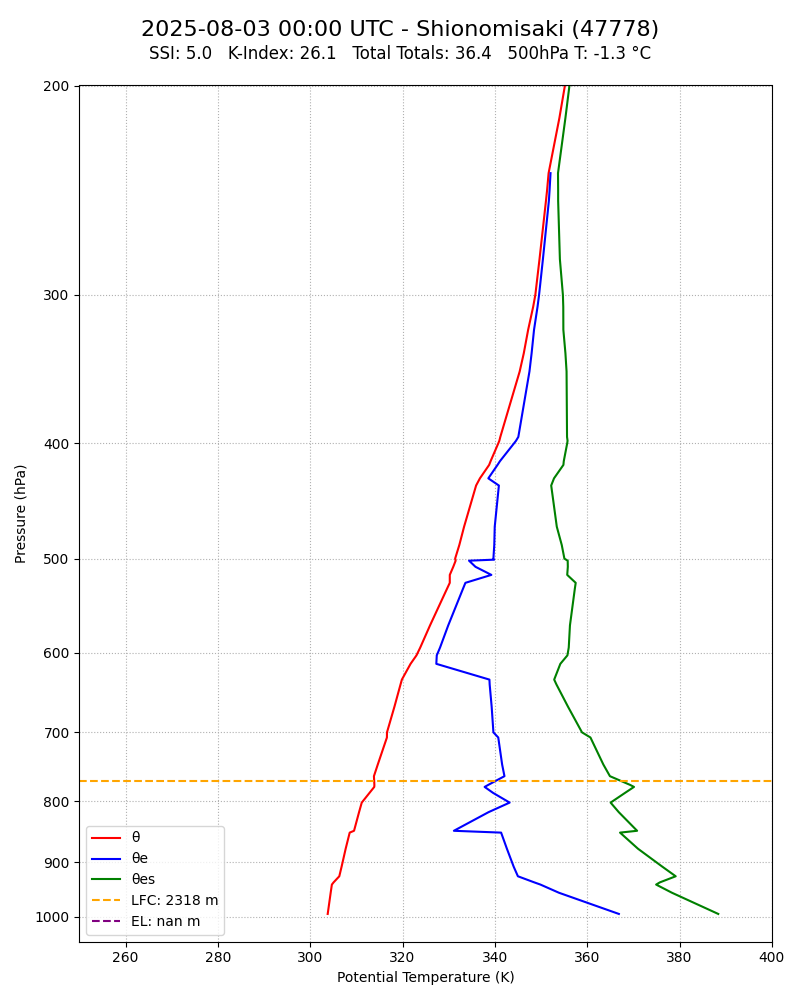 2025-08-03 00:00 UTC - Shionomisaki (47778)
SSI: 5.0   K-Index: 26.1   Total Totals: 36.4   500hPa T: -1.3 °C
Pressure (hPa)
200
300
400
500
600
700
800
900
1000
θ
θe
θes
LFC: 2318 m
EL: nan m
260 280 300 320 340 360 380 400
Potential Temperature (K)